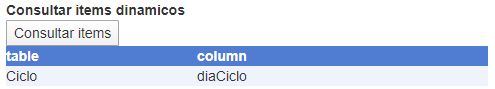 Consultar items dinamicos
Consultar items
table column
Ciclo diaCiclo